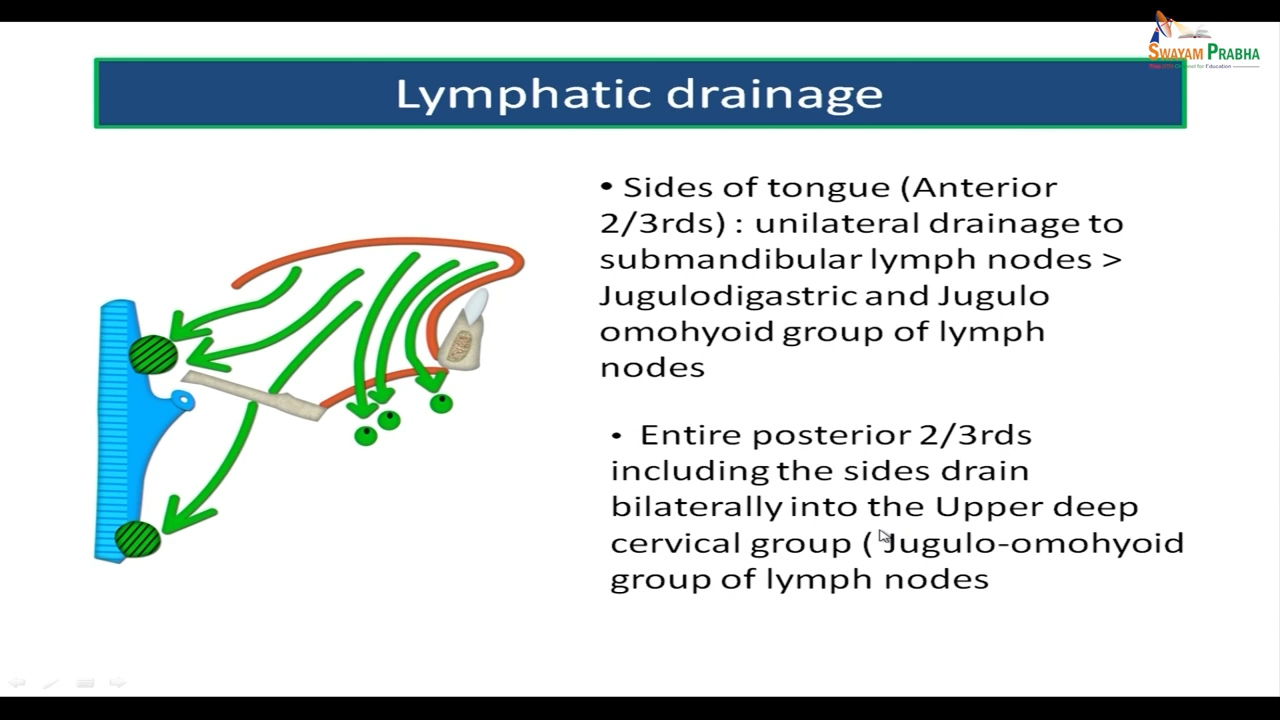 SWAYAM PRABHA
Lymphatic drainage
• Sides of tongue (Anterior
2/3rds) : unilateral drainage to
submandibular lymph nodes >
Jugulodigastric and Jugulo
omohyoid group of lymph
nodes
• Entire posterior 2/3rds
including the sides drain
bilaterally into the Upper deep
cervical group ( Jugulo-omohyoid
group of lymph nodes